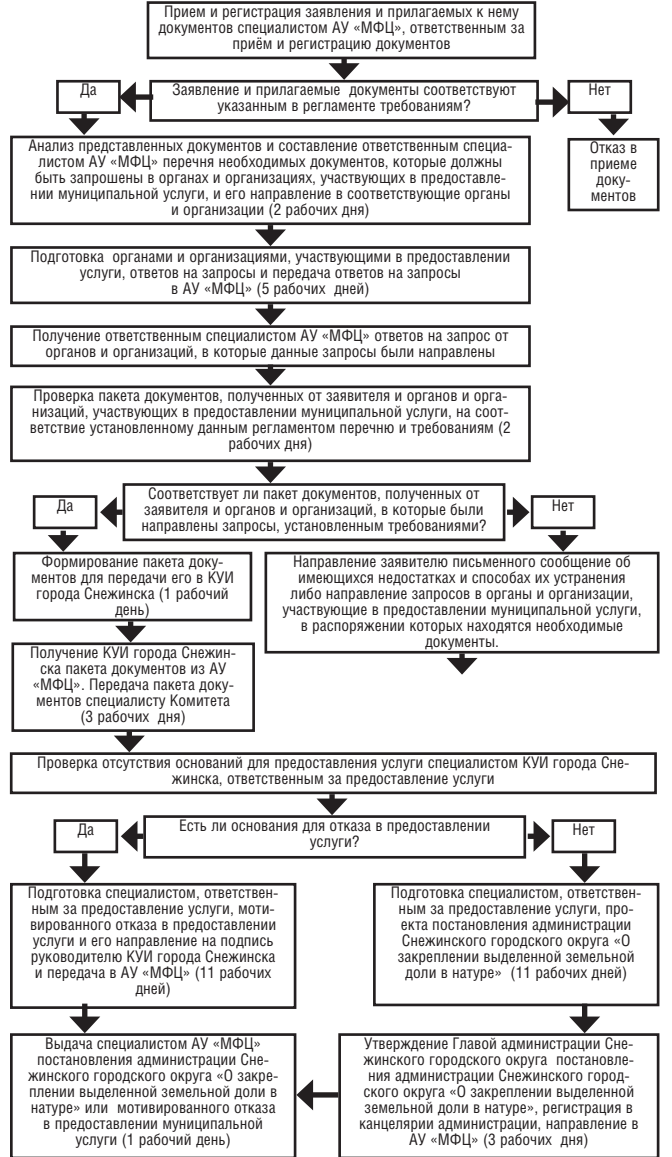 Прием и регистрация заявления и прилагаемых к нему
документов специалистом АУ «МФЦ», ответственным за
приём и регистрацию документов
Да
Заявление и прилагаемые документы соответствуют
указанным в регламенте требованиям?
Нет
Анализ представленных документов и составление ответственным специа-
листом АУ «МФЦ» перечня необходимых документов, которые должны
быть запрошены в органах и организациях, участвующих в предоставле-
нии муниципальной услуги, и его направление в соответствующие органы
и организации (2 рабочих дня)
Отказ в
приеме
доку-
ментов
Подготовка органами и организациями, участвующими в предоставлении
услуги, ответов на запросы и передача ответов на запросы
в АУ «МФЦ» (5 рабочих дней)
Получение ответственным специалистом АУ «МФЦ» ответов на запрос от
органов и организаций, в которые данные запросы были направлены
Проверка пакета документов, полученных от заявителя и органов и орга-
низаций, участвующих в предоставлении муниципальной услуги, на соот-
ветствие установленному данным регламентом перечню и требованиям (2
рабочих дня)
Да
Соответствует ли пакет документов, полученных от
заявителя и органов и организаций, в которые были
направлены запросы, установленным требованиями?
Нет
Формирование пакета доку-
ментов для передачи его в КУИ
города Снежинска (1 рабочий
день)
Направление заявителю письменного сообщение об
имеющихся недостатках и способах их устранения
либо направление запросов в органы и организации,
участвующие в предоставлении муниципальной услуги,
в распоряжении которых находятся необходимые
документы.
Получение КУИ города Снежин-
ска пакета документов из АУ
«МФЦ». Передача пакета доку-
ментов специалисту Комитета
(3 рабочих дня)
Проверка отсутствия оснований для предоставления услуги специалистом КУИ города Сне-
жинска, ответственным за предоставление услуги
Да
Есть ли основания для отказа в предоставлении
услуги?
Нет
Подготовка специалистом, ответствен-
ным за предоставление услуги, моти-
вированного отказа в предоставлении
услуги и его направление на подпись
руководителю КУИ города Снежинска
и передача в АУ «МФЦ» (11 рабочих
дней)
Подготовка специалистом, ответствен-
ным за предоставление услуги, про-
екта постановления администрации
Снежинского городского округа «О
закреплении выделенной земельной
доли в натуре» (11 рабочих дней)
Выдача специалистом АУ «МФЦ»
постановления администрации Сне-
жинского городского округа «О закре-
плении выделенной земельной доли в
натуре» или мотивированного отказа
в предоставлении муниципальной
услуги (1 рабочий день)
Утверждение Главой администрации Сне-
жинского городского округа постановле-
ния администрации Снежинского город-
ского округа «О закреплении выделенной
земельной доли в натуре», регистрация в
канцелярии администрации, направление в
АУ «МФЦ» (3 рабочих дня)